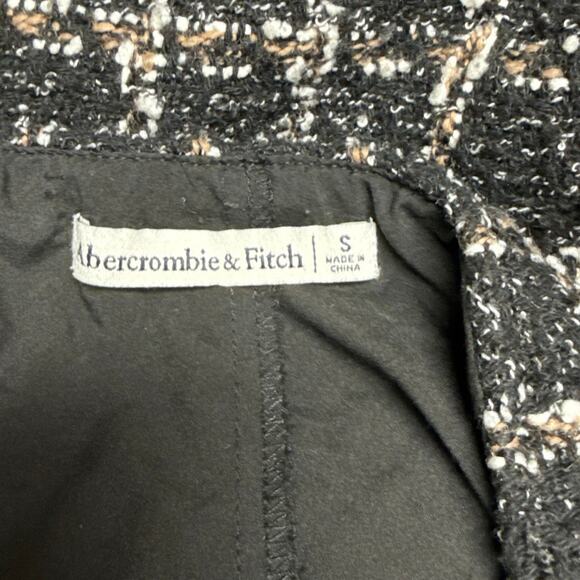 Abercrombie & Fitch
S
MADE IN
CHINA